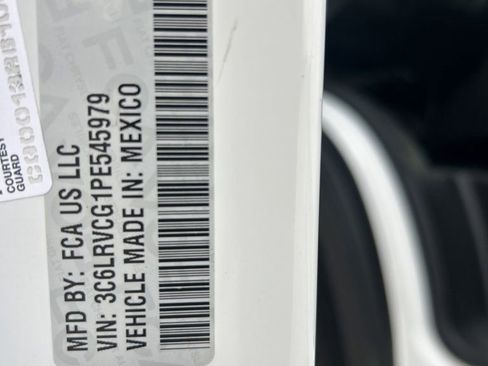 COURTESY
GUARD
MFD BY: FCA US LLC
VIN: 3C6LRVCG1PE545979
VEHICLE MADE IN: MEXICO